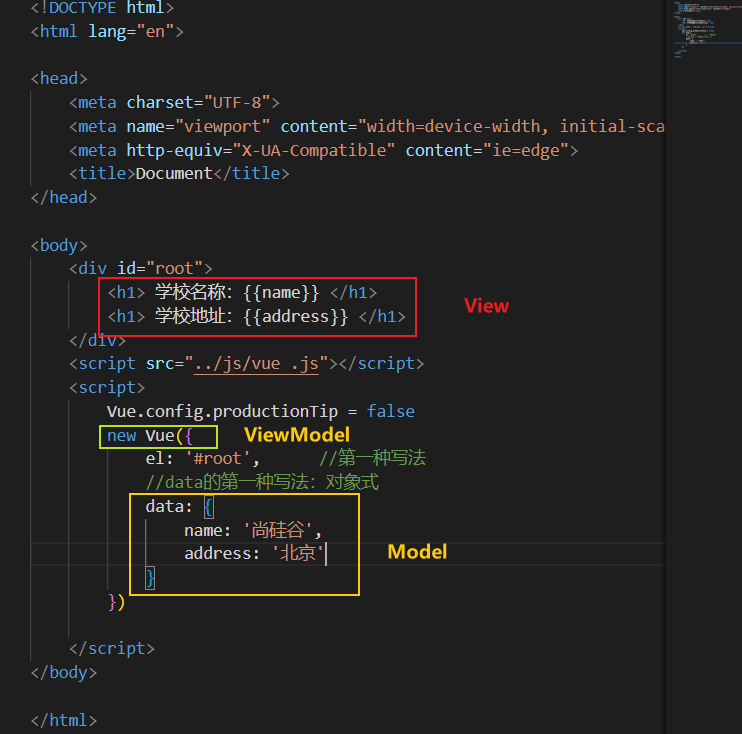 <!DOCTYPE html>
<html lang="en">
<head>
<meta charset="UTF-8">
<meta name="viewport" content="width=device-width, initial-sca
<meta http-equiv="X-UA-Compatible" content="ie=edge">
<title>Document</title>
</head>
<body>
<div id="root">
<h1> 学校名称: {{name}} </h1>
<h1> 学校地址: {{address}} </h1>
View
</div>
<script src="../js/vue .js"></script>
<script>
Vue.config.productionTip = false
new Vue({ ViewModel
el: '#root', //第一种写法
//data的第一种写法: 对象式
data: {
name: '尚硅谷',
address: '北京'
Model
}
})
</script>
</body>
</html>